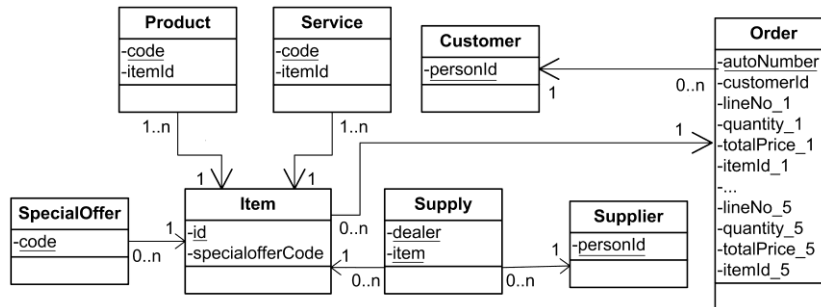 Product
-code
-itemId
1..n
Service
-code
-itemId
1..n
Customer
-personId
1
0..n
Order
-autoNumber
-customerId
-lineNo_1
-quantity_1
-totalPrice_1
-itemId_1
-...
-lineNo_5
-quantity_5
-totalPrice_5
-itemId_5
1
SpecialOffer
-code
0..n
1
1
1
Item
-id
-specialofferCode
0..n
1
Supply
-dealer
-item
0..n
0..n
1
Supplier
-personId